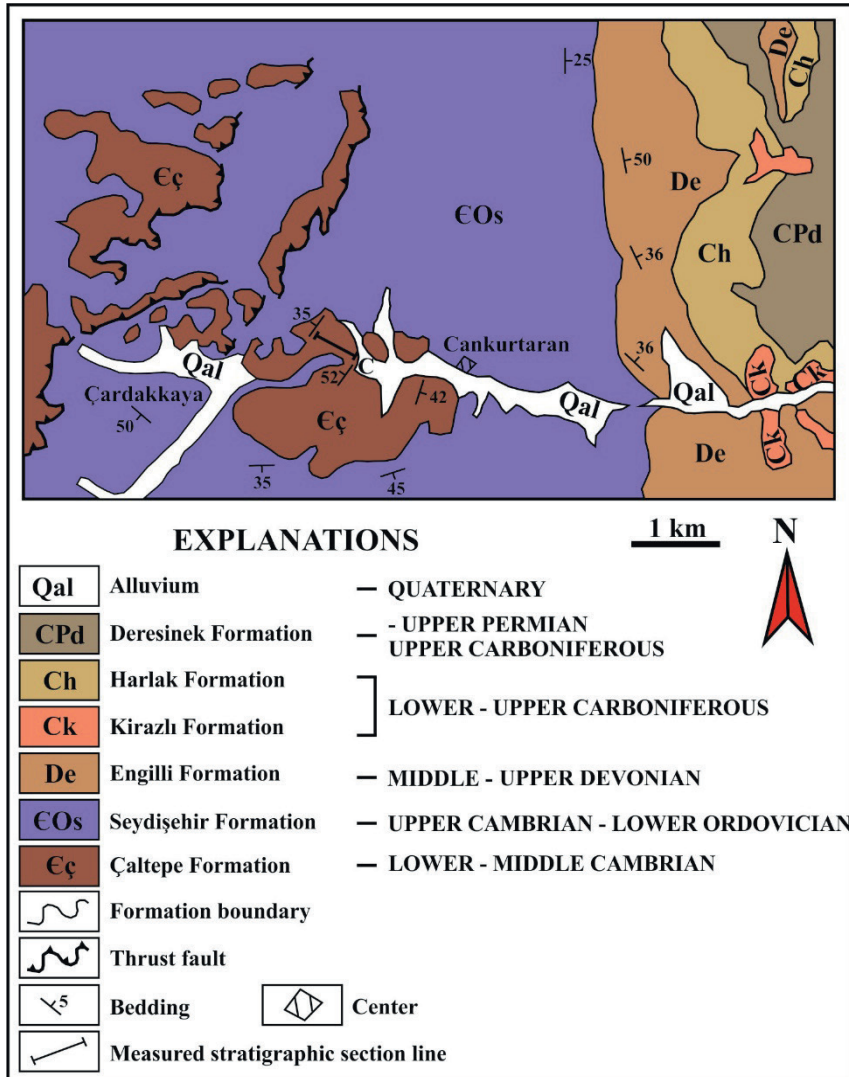 25
De
Ch
Єç
50
De
ЄOs
CPd
Ch
36
35
Cankurtaran
36
Qal
C
Ck
Ck
Çardakkaya
52
Qal
50
Єç
42
Qal
De
Ck
35
45
EXPLANATIONS
1 km
N
Qal Alluvium – QUATERNARY
CPd Deresinek Formation – - UPPER PERMIAN
UPPER CARBONIFEROUS
Ch Harlak Formation
LOWER - UPPER CARBONIFEROUS
Ck Kirazlı Formation
De Engilli Formation – MIDDLE - UPPER DEVONIAN
ЄOs Seydişehir Formation – UPPER CAMBRIAN - LOWER ORDOVICIAN
Єç Çaltepe Formation – LOWER - MIDDLE CAMBRIAN
Formation boundary
Thrust fault
5 Bedding
Center
Measured stratigraphic section line